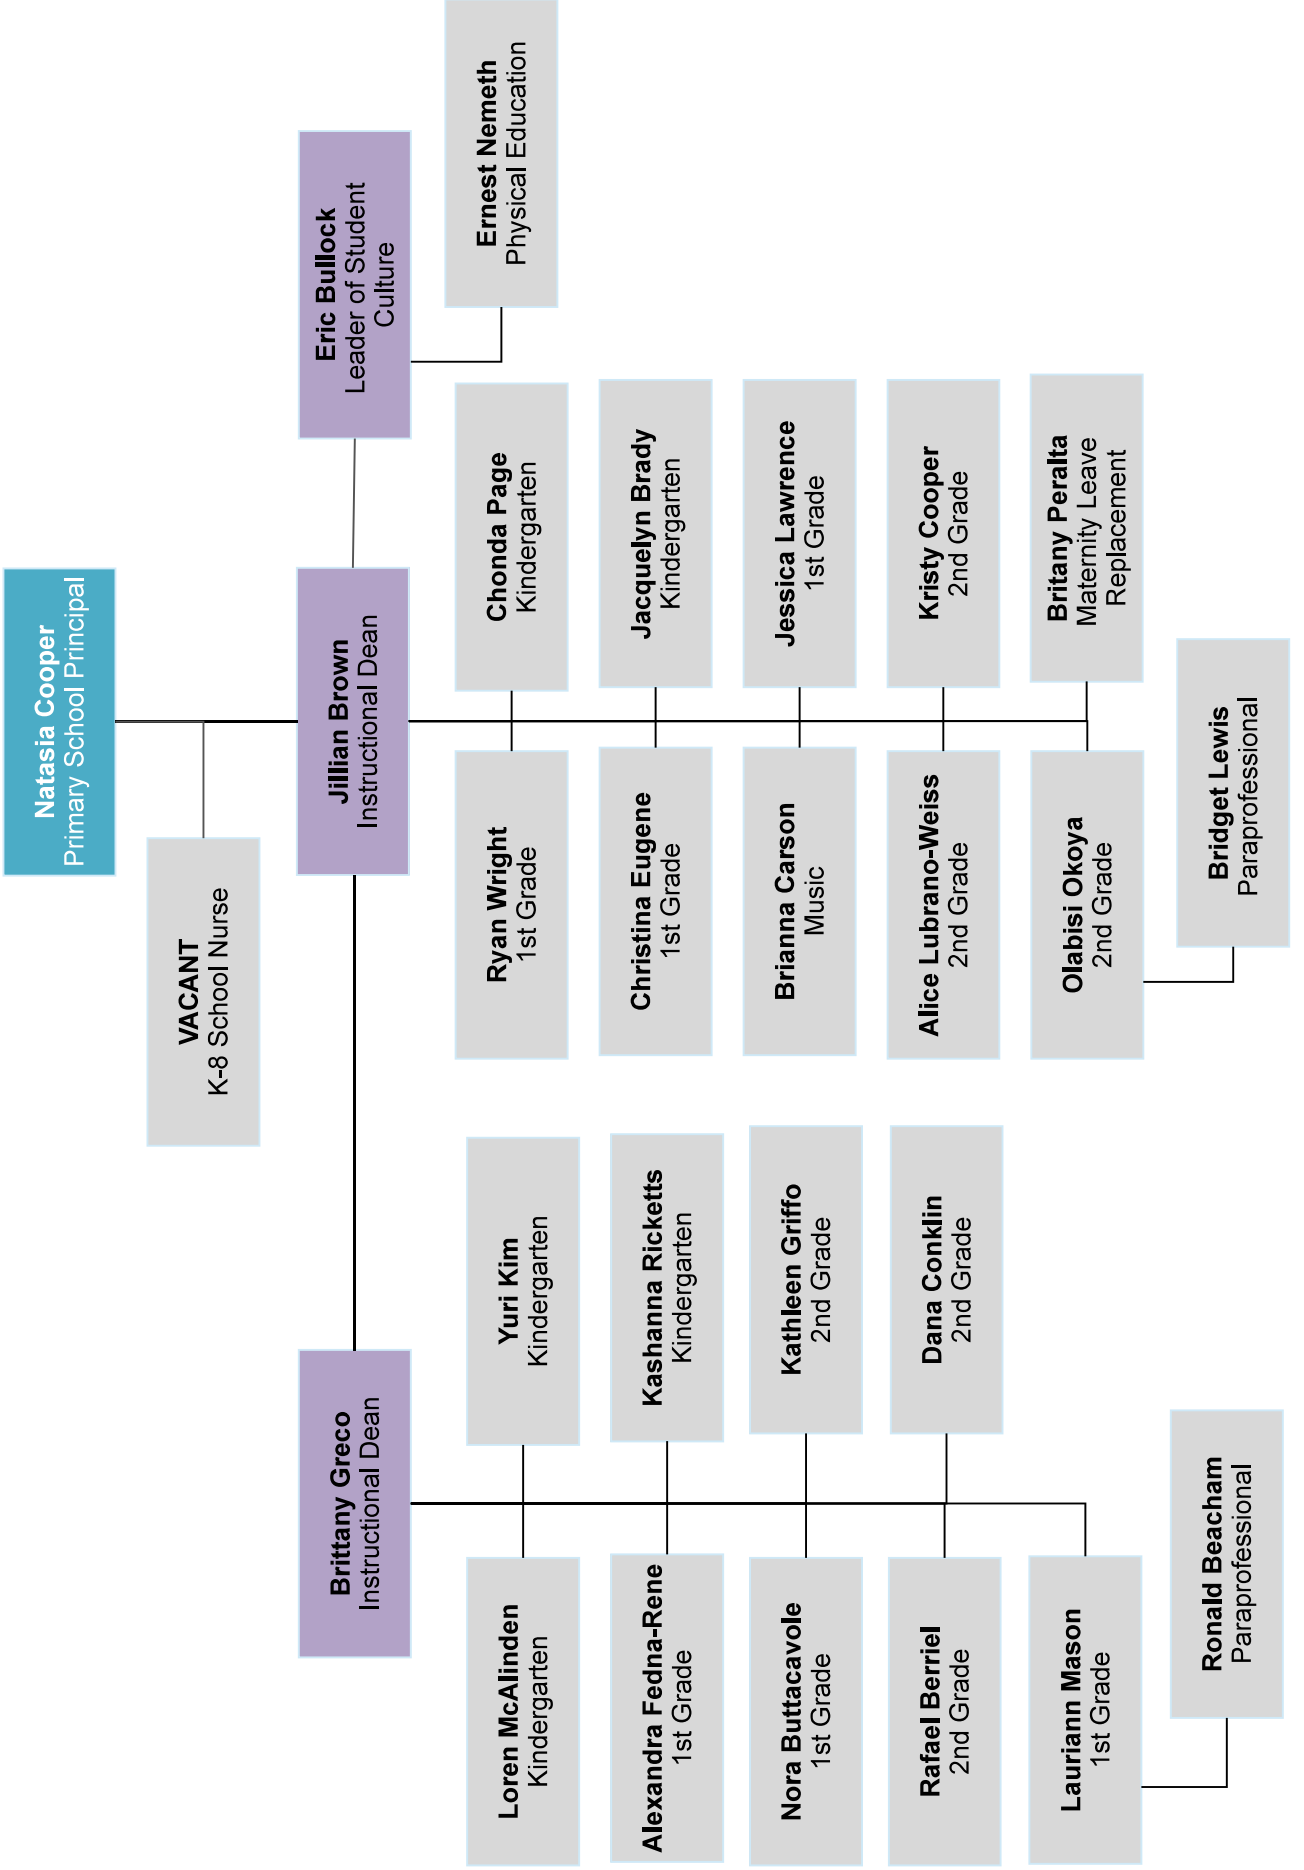 Natasia Cooper
Primary School Principal
VACANT
K-8 School Nurse
Brittany Greco
Instructional Dean
Jillian Brown
Instructional Dean
Eric Bullock
Leader of Student
Culture
Loren McAlinden
Kindergarten
Yuri Kim
Kindergarten
Alexandra Fedna-Rene
1st Grade
Kashanna Ricketts
Kindergarten
Nora Buttacavole
1st Grade
Kathleen Griffo
2nd Grade
Rafael Berriel
2nd Grade
Dana Conklin
2nd Grade
Lauriann Mason
1st Grade
Ronald Beacham
Paraprofessional
Ryan Wright
1st Grade
Chonda Page
Kindergarten
Christina Eugene
1st Grade
Jacquelyn Brady
Kindergarten
Brianna Carson
Music
Jessica Lawrence
1st Grade
Alice Lubrano-Weiss
2nd Grade
Kristy Cooper
2nd Grade
Olabisi Okoya
2nd Grade
Britany Peralta
Maternity Leave
Replacement
Bridget Lewis
Paraprofessional
Ernest Nemeth
Physical Education